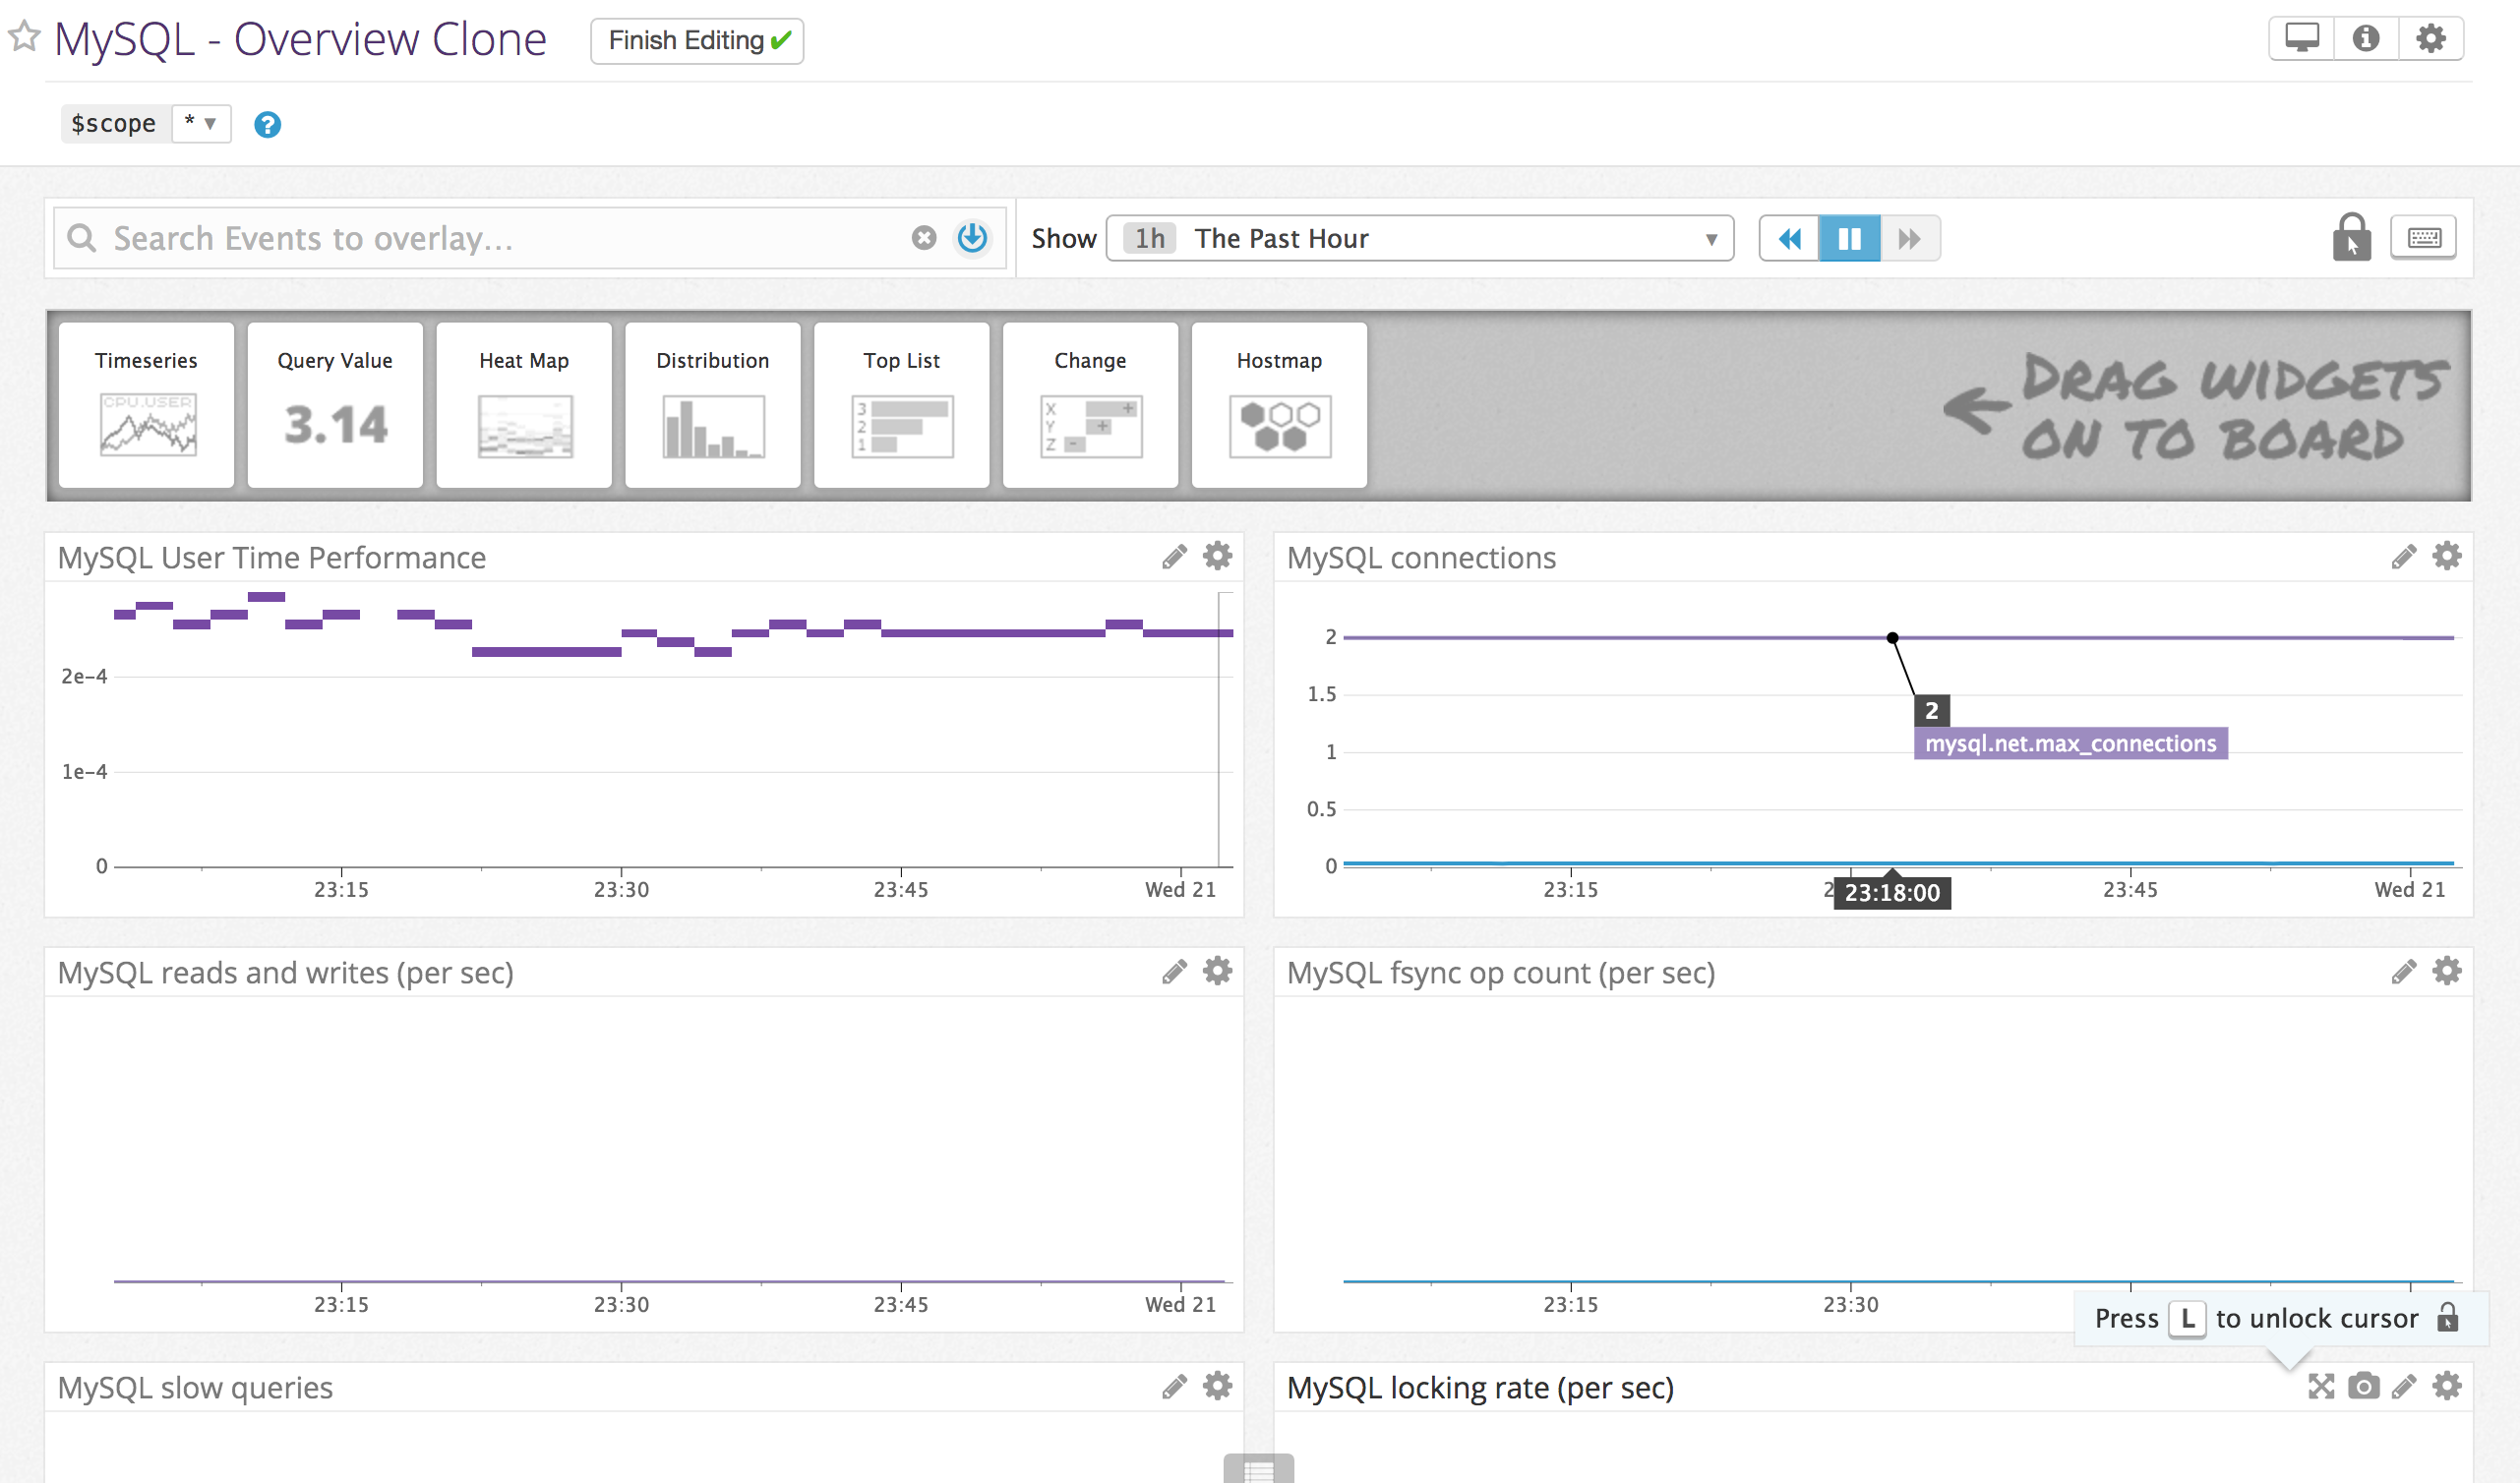 MySQL - Overview Clone
Finish Editing
$scope * ▼ ?
Search Events to overlay...
Show 1h The Past Hour
Timeseries
Query Value
Heat Map
Distribution
Top List
Change
Hostmap
CPU.USER
3.14
3
2
1
X +
Y +
Z -
DRAG WIDGETS
ON TO BOARD
MySQL User Time Performance
2e-4
1e-4
0
23:15 23:30 23:45 Wed 21
MySQL connections
2
1.5
1
0.5
0
2
mysql.net.max_connections
23:15 2 23:18:00 23:45 Wed 21
MySQL reads and writes (per sec)
23:15 23:30 23:45 Wed 21
MySQL fsync op count (per sec)
23:15 23:30
Press L to unlock cursor
MySQL slow queries
MySQL locking rate (per sec)